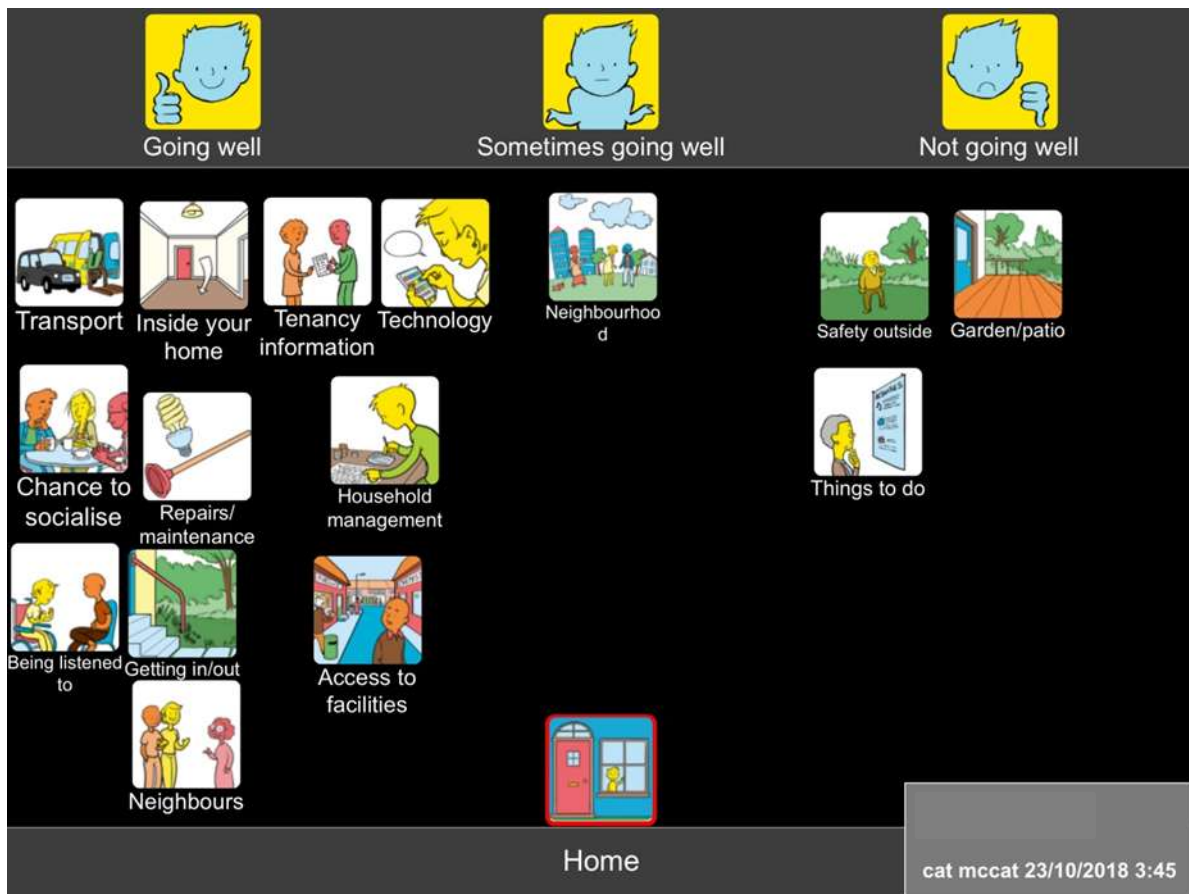 Going well
Sometimes going well
Not going well
Transport
Inside your
home
Tenancy
information
Technology
Neighbourhoo
d
Safety outside
Garden/patio
Chance to
socialise
Repairs/
maintenance
Household
management
Things to do
Being listened
to
Getting in/out
Access to
facilities
Neighbours
Home
cat mccat 23/10/2018 3:45